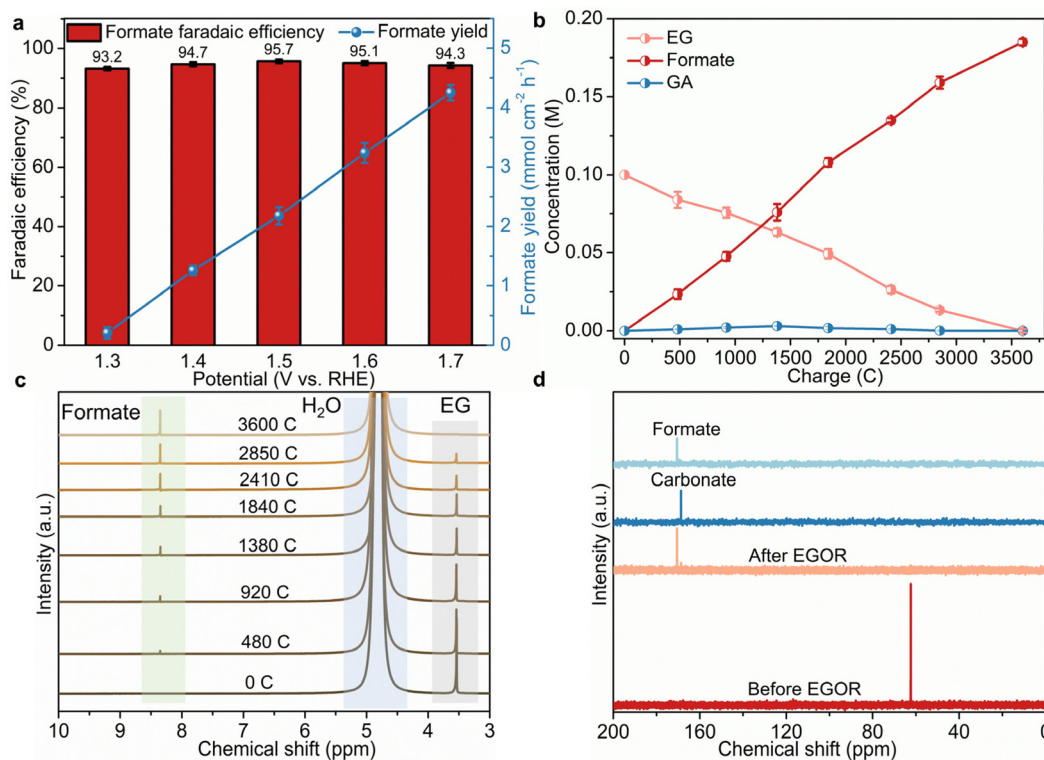 a
Formate faradaic efficiency
Formate yield
93.2
94.7
95.7
95.1
94.3
100
80
60
40
20
0
Faradaic efficiency (%)
5
4
3
2
1
0
Formate yield (mmol cm⁻² h⁻¹)
1.3 1.4 1.5 1.6 1.7
Potential (V vs. RHE)
b
EG
Formate
GA
0.20
0.15
0.10
0.05
0.00
Concentration (M)
0 500 1000 1500 2000 2500 3000 3500
Charge (C)
c
Formate
H₂O
EG
3600 C
2850 C
2410 C
1840 C
1380 C
920 C
480 C
0 C
Intensity (a.u.)
10 9 8 7 6 5 4 3
Chemical shift (ppm)
d
Formate
Carbonate
After EGOR
Before EGOR
Intensity (a.u.)
200 160 120 80 40 0
Chemical shift (ppm)